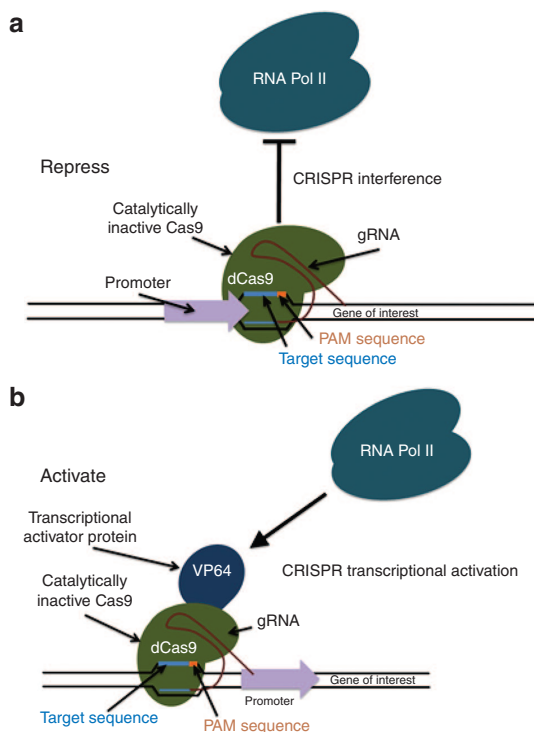 a
RNA Pol II
Repress
CRISPR interference
Catalytically
inactive Cas9
gRNA
Promoter
dCas9
Gene of interest
PAM sequence
Target sequence
b
RNA Pol II
Activate
Transcriptional
activator protein
VP64
CRISPR transcriptional activation
Catalytically
inactive Cas9
gRNA
dCas9
Gene of interest
Promoter
Target sequence
PAM sequence